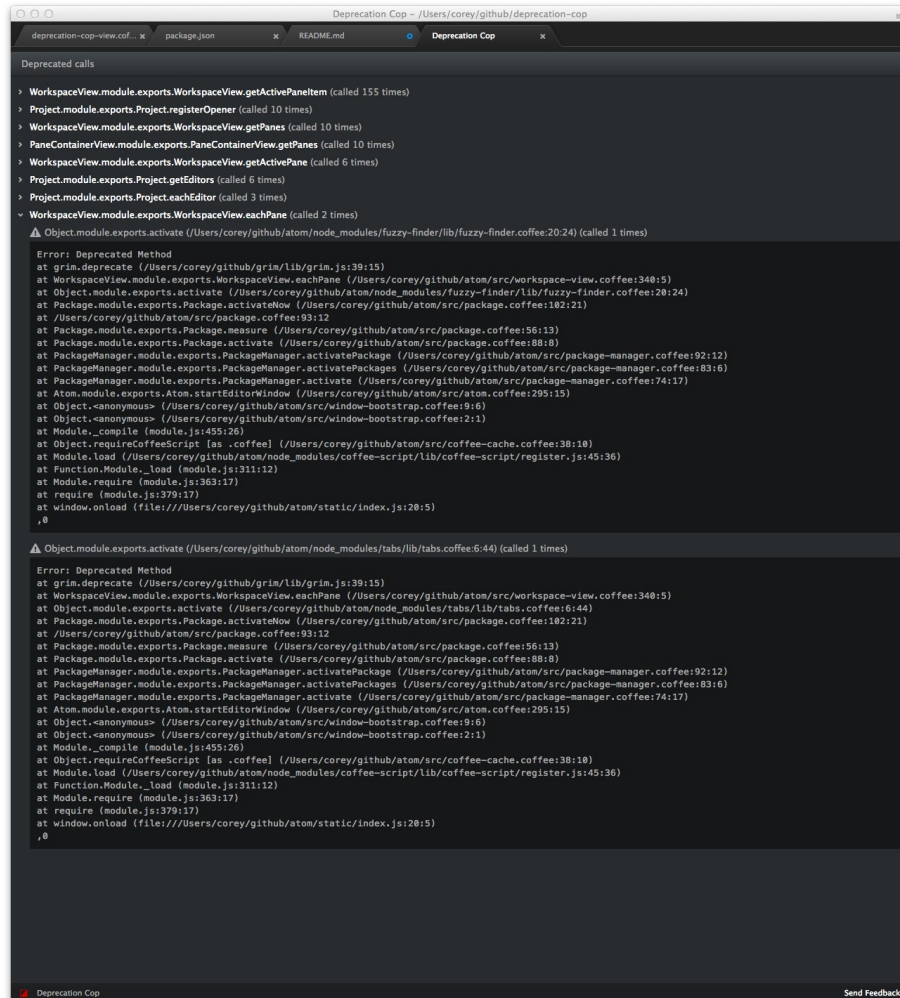 Deprecation Cop - /Users/corey/github/deprecation-cop
deprecation-cop-view.cof... x package.json x README.md Deprecation Cop x
Deprecated calls
› WorkspaceView.module.exports.WorkspaceView.getActivePaneItem (called 155 times)
› Project.module.exports.Project.registerOpener (called 10 times)
› WorkspaceView.module.exports.WorkspaceView.getPanes (called 10 times)
› PaneContainerView.module.exports.PaneContainerView.getPanes (called 10 times)
› WorkspaceView.module.exports.WorkspaceView.getActivePane (called 6 times)
› Project.module.exports.Project.getEditors (called 6 times)
› Project.module.exports.Project.eachEditor (called 3 times)
WorkspaceView.module.exports.WorkspaceView.eachPane (called 2 times)
Object.module.exports.activate (/Users/corey/github/atom/node_modules/fuzzy-finder/lib/fuzzy-finder.coffee:20:24) (called 1 times)
Error: Deprecated Method
at grim.deprecate (/Users/corey/github/grim/lib/grim.js:39:15)
at WorkspaceView.module.exports.WorkspaceView.eachPane (/Users/corey/github/atom/src/workspace-view.coffee:340:5)
at Object.module.exports.activate (/Users/corey/github/atom/node_modules/fuzzy-finder/lib/fuzzy-finder.coffee:20:24)
at Package.module.exports.Package.activateNow (/Users/corey/github/atom/src/package.coffee:102:21)
at /Users/corey/github/atom/src/package.coffee:93:12
at Package.module.exports.Package.measure (/Users/corey/github/atom/src/package.coffee:56:13)
at Package.module.exports.Package.activate (/Users/corey/github/atom/src/package.coffee:88:8)
at PackageManager.module.exports.PackageManager.activatePackage (/Users/corey/github/atom/src/package-manager.coffee:92:12)
at PackageManager.module.exports.PackageManager.activatePackages (/Users/corey/github/atom/src/package-manager.coffee:83:6)
at PackageManager.module.exports.PackageManager.activate (/Users/corey/github/atom/src/package-manager.coffee:74:17)
at Atom.module.exports.Atom.startEditorWindow (/Users/corey/github/atom/src/atom.coffee:295:15)
at Object.<anonymous> (/Users/corey/github/atom/src/window-bootstrap.coffee:9:6)
at Object.<anonymous> (/Users/corey/github/atom/src/window-bootstrap.coffee:2:1)
at Module._compile (module.js:455:26)
at Object.requireCoffeeScript [as .coffee] (/Users/corey/github/atom/src/coffee-cache.coffee:38:10)
at Module.load (/Users/corey/github/atom/node_modules/coffee-script/lib/coffee-script/register.js:45:36)
at Function.Module._load (module.js:311:12)
at Module.require (module.js:363:17)
at require (module.js:379:17)
at window.onload (file:///Users/corey/github/atom/static/index.js:20:5)
,0
Object.module.exports.activate (/Users/corey/github/atom/node_modules/tabs/lib/tabs.coffee:6:44) (called 1 times)
Error: Deprecated Method
at grim.deprecate (/Users/corey/github/grim/lib/grim.js:39:15)
at WorkspaceView.module.exports.WorkspaceView.eachPane (/Users/corey/github/atom/src/workspace-view.coffee:340:5)
at Object.module.exports.activate (/Users/corey/github/atom/node_modules/tabs/lib/tabs.coffee:6:44)
at Package.module.exports.Package.activateNow (/Users/corey/github/atom/src/package.coffee:102:21)
at /Users/corey/github/atom/src/package.coffee:93:12
at Package.module.exports.Package.measure (/Users/corey/github/atom/src/package.coffee:56:13)
at Package.module.exports.Package.activate (/Users/corey/github/atom/src/package.coffee:88:8)
at PackageManager.module.exports.PackageManager.activatePackage (/Users/corey/github/atom/src/package-manager.coffee:92:12)
at PackageManager.module.exports.PackageManager.activatePackages (/Users/corey/github/atom/src/package-manager.coffee:83:6)
at PackageManager.module.exports.PackageManager.activate (/Users/corey/github/atom/src/package-manager.coffee:74:17)
at Atom.module.exports.Atom.startEditorWindow (/Users/corey/github/atom/src/atom.coffee:295:15)
at Object.<anonymous> (/Users/corey/github/atom/src/window-bootstrap.coffee:9:6)
at Object.<anonymous> (/Users/corey/github/atom/src/window-bootstrap.coffee:2:1)
at Module._compile (module.js:455:26)
at Object.requireCoffeeScript [as .coffee] (/Users/corey/github/atom/src/coffee-cache.coffee:38:10)
at Module.load (/Users/corey/github/atom/node_modules/coffee-script/lib/coffee-script/register.js:45:36)
at Function.Module._load (module.js:311:12)
at Module.require (module.js:363:17)
at require (module.js:379:17)
at window.onload (file:///Users/corey/github/atom/static/index.js:20:5)
,0
Deprecation Cop Send Feedback